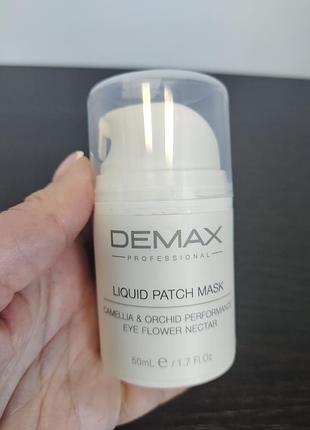 DEMAX
PROFESSIONAL
LIQUID PATCH MASK
CAMELLIA & ORCHID PERFORMANCE
EYE FLOWER NECTAR
50mL ℮ / 1.7 Fl.Oz